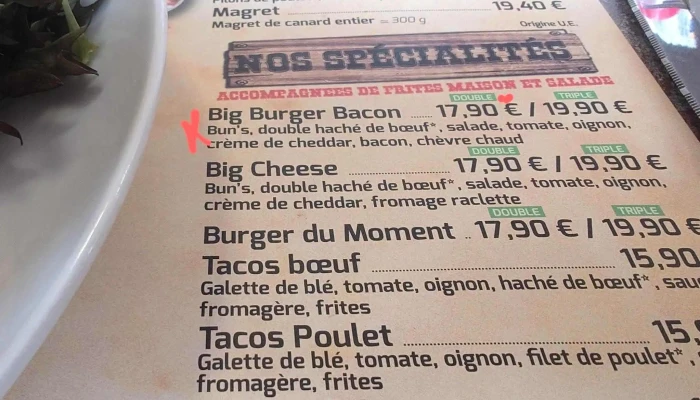 Magret 19,40 €
Magret de canard entier ≃ 300 g Origine U.E.
NOS SPÉCIALITÉS
ACCOMPAGNEES DE FRITES MAISON ET SALADE
DOUBLE TRIPLE
Big Burger Bacon ...... 17,90 € / 19,90 €
Bun's, double haché de bœuf*, salade, tomate, oignon,
crème de cheddar, bacon, chèvre chaud
DOUBLE TRIPLE
Big Cheese .................... 17,90 € / 19,90 €
Bun's, double haché de bœuf*, salade, tomate, oignon,
crème de cheddar, fromage raclette
DOUBLE TRIPLE
Burger du Moment .. 17,90 € / 19,90 €
Tacos bœuf ............................................ 15,90
Galette de blé, tomate, oignon, haché de bœuf*,
fromagère, frites
Tacos Poulet ............................................ 15,
Galette de blé, tomate, oignon, filet de poulet*,
fromagère, frites